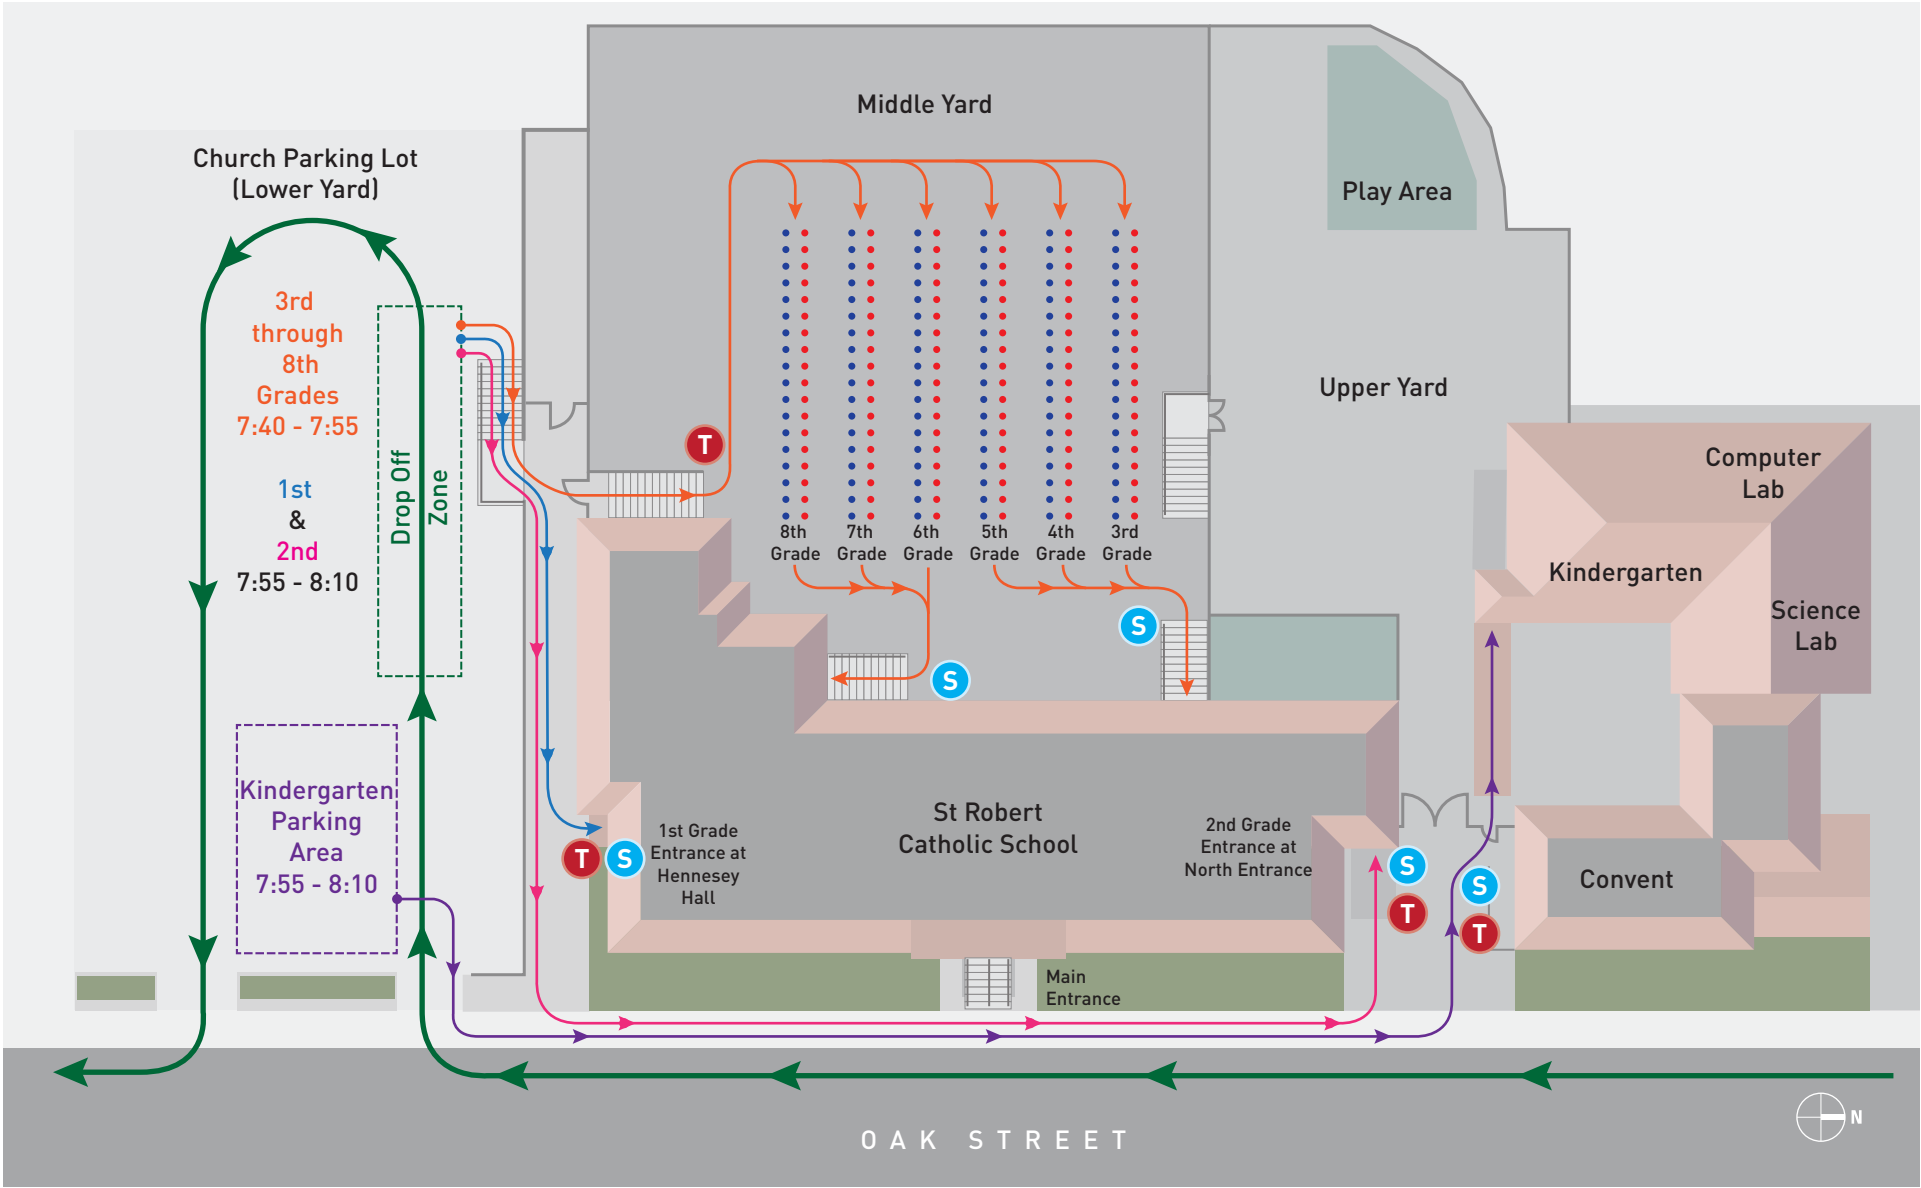 Middle Yard
Church Parking Lot
(Lower Yard)
Play Area
3rd
through
8th
Grades
7:40 - 7:55
1st
&
2nd
7:55 - 8:10
Drop Off
Zone
T
Upper Yard
8th
Grade
7th
Grade
6th
Grade
5th
Grade
4th
Grade
3rd
Grade
S
S
Computer
Lab
Kindergarten
Science
Lab
Kindergarten
Parking
Area
7:55 - 8:10
T
S
1st Grade
Entrance at
Hennesey
Hall
St Robert
Catholic School
2nd Grade
Entrance at
North Entrance
S
T
S
T
Convent
Main
Entrance
OAK STREET
N